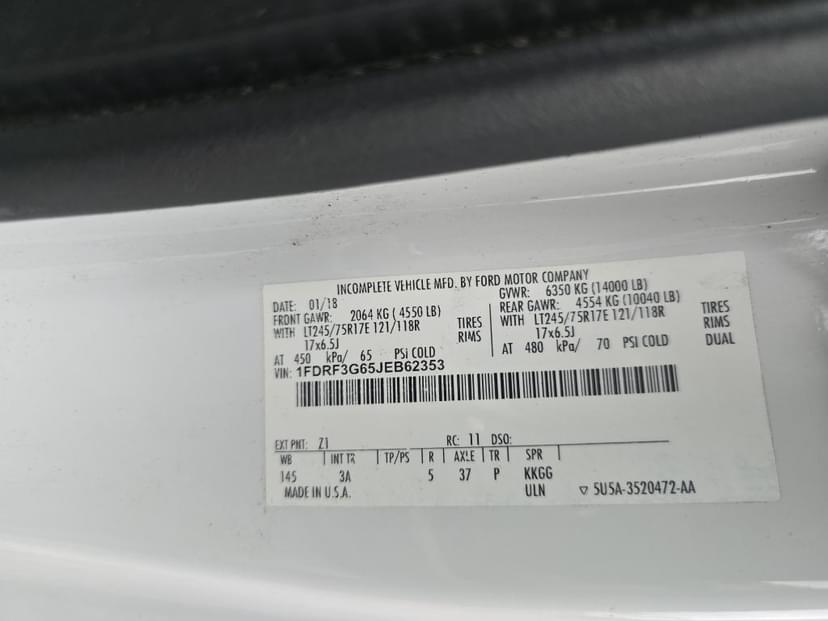 INCOMPLETE VEHICLE MFD. BY FORD MOTOR COMPANY
DATE: 01/18 GVWR: 6350 KG (14000 LB)
FRONT GAWR: 2064 KG ( 4550 LB) REAR GAWR: 4554 KG (10040 LB)
WITH LT245/75R17E 121/118R TIRES WITH LT245/75R17E 121/118R TIRES
17x6.5J RIMS 17x6.5J RIMS
AT 450 kPa/ 65 PSI COLD AT 480 kPa/ 70 PSI COLD DUAL
VIN: 1FDRF3G65JEB62353
EXT PNT: Z1 RC: 11 DSO:
WB INT TR TP/PS R AXLE TR SPR
145 3A 5 37 P KKGG
MADE IN U.S.A. ULN ▽ 5U5A-3520472-AA